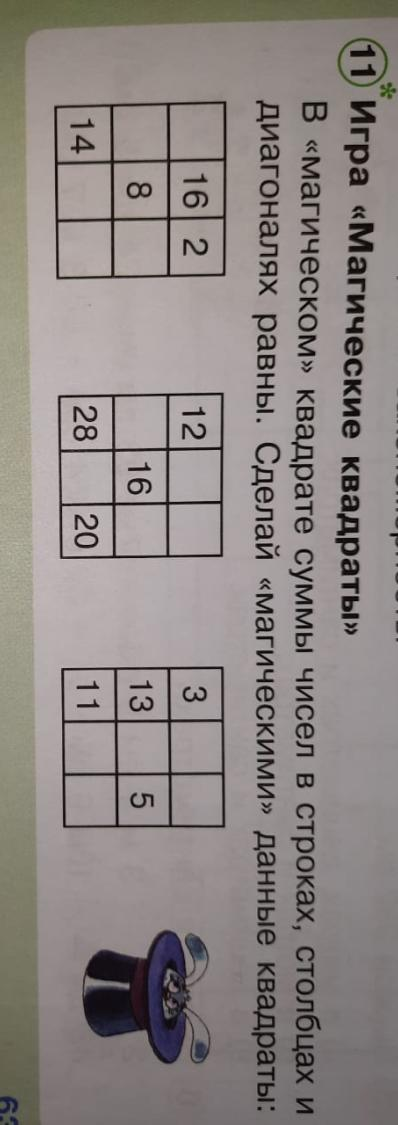 11* Игра «Магические квадраты»
В «магическом» квадрате суммы чисел в строках, столбцах и
диагоналях равны. Сделай «магическими» данные квадраты:
16 2 12 3
8 16 13 5
14 28 20 11